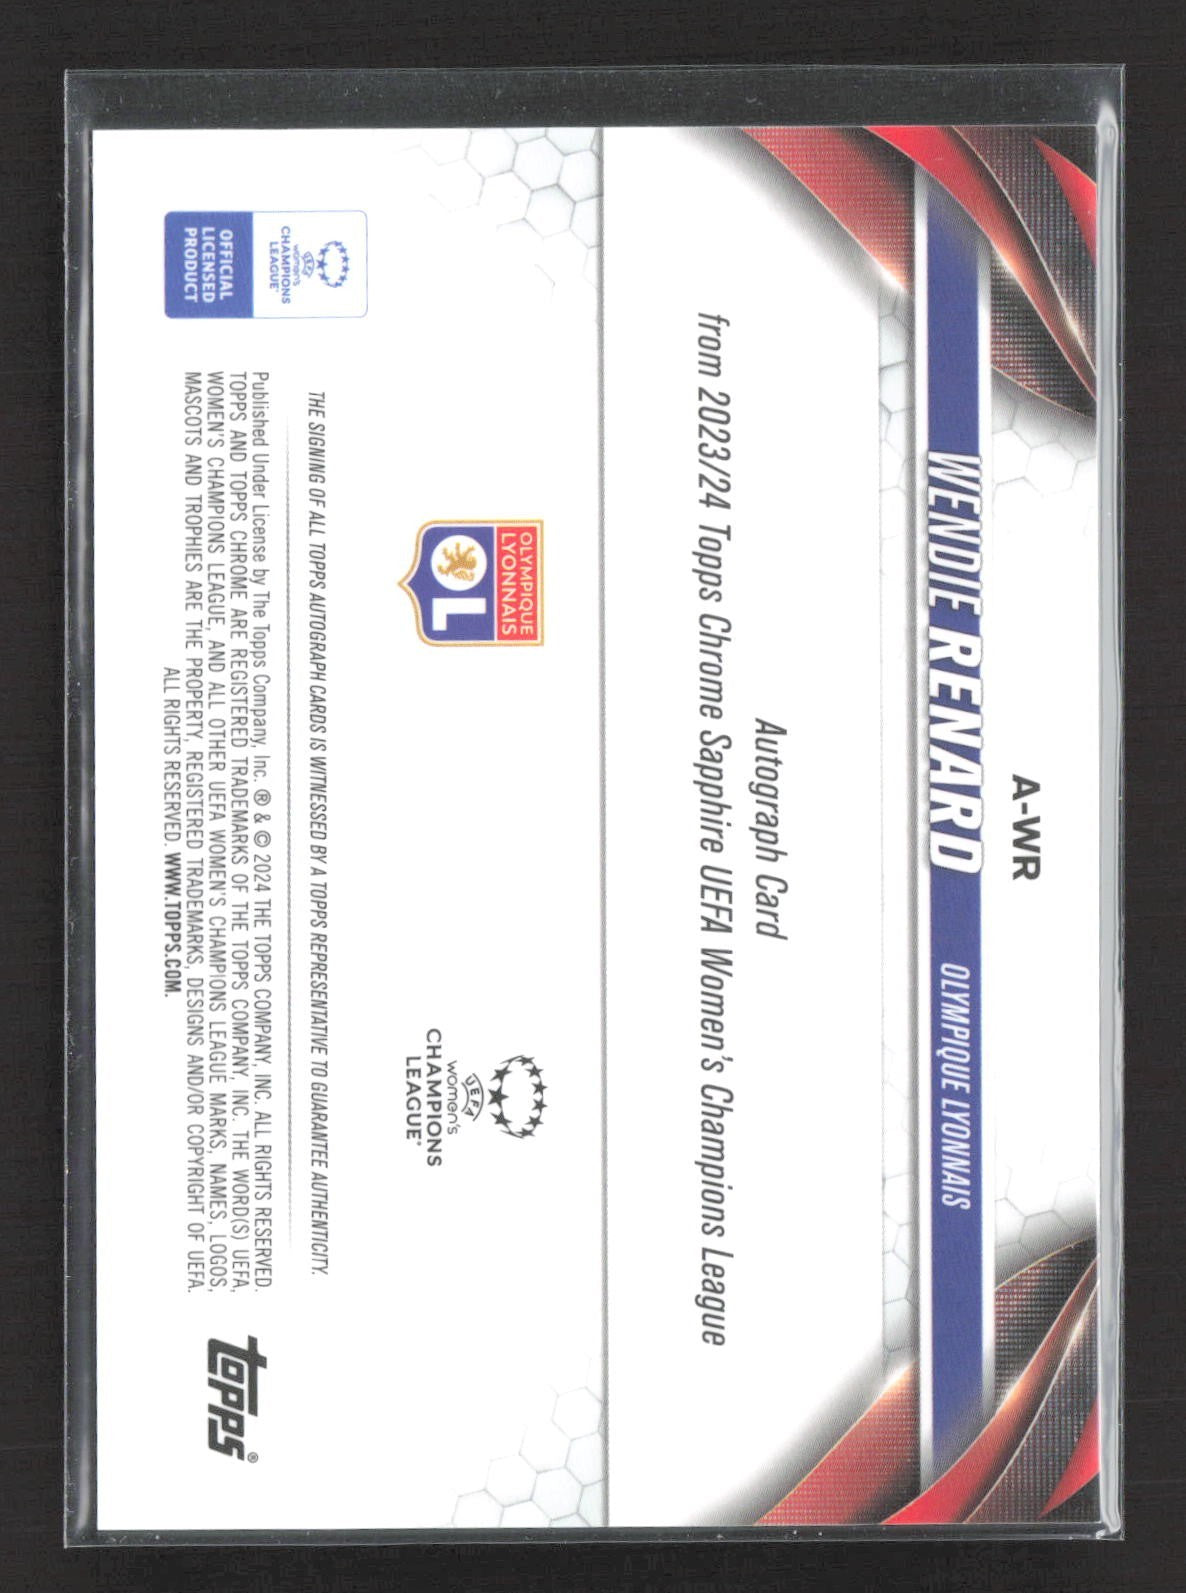 A-WR
WENDIE RENARD OLYMPIQUE LYONNAIS
Autograph Card
from 2023/24 Topps Chrome Sapphire UEFA Women's Champions League
OLYMPIQUE
LYONNAIS
OL
UEFA
women's
CHAMPIONS
LEAGUE®
THE SIGNING OF ALL TOPPS AUTOGRAPH CARDS IS WITNESSED BY A TOPPS REPRESENTATIVE TO GUARANTEE AUTHENTICITY.
UEFA
women's
CHAMPIONS
LEAGUE®
OFFICIAL
LICENSED
PRODUCT
Published Under License by The Topps Company, Inc. ® & © 2024 THE TOPPS COMPANY, INC. ALL RIGHTS RESERVED.
TOPPS AND TOPPS CHROME ARE REGISTERED TRADEMARKS OF THE TOPPS COMPANY, INC. THE WORD(S) UEFA,
WOMEN'S CHAMPIONS LEAGUE, AND ALL OTHER UEFA WOMEN'S CHAMPIONS LEAGUE MARKS, NAMES, LOGOS,
MASCOTS AND TROPHIES ARE THE PROPERTY, REGISTERED TRADEMARKS, DESIGNS AND/OR COPYRIGHT OF UEFA.
ALL RIGHTS RESERVED. WWW.TOPPS.COM.
topps®